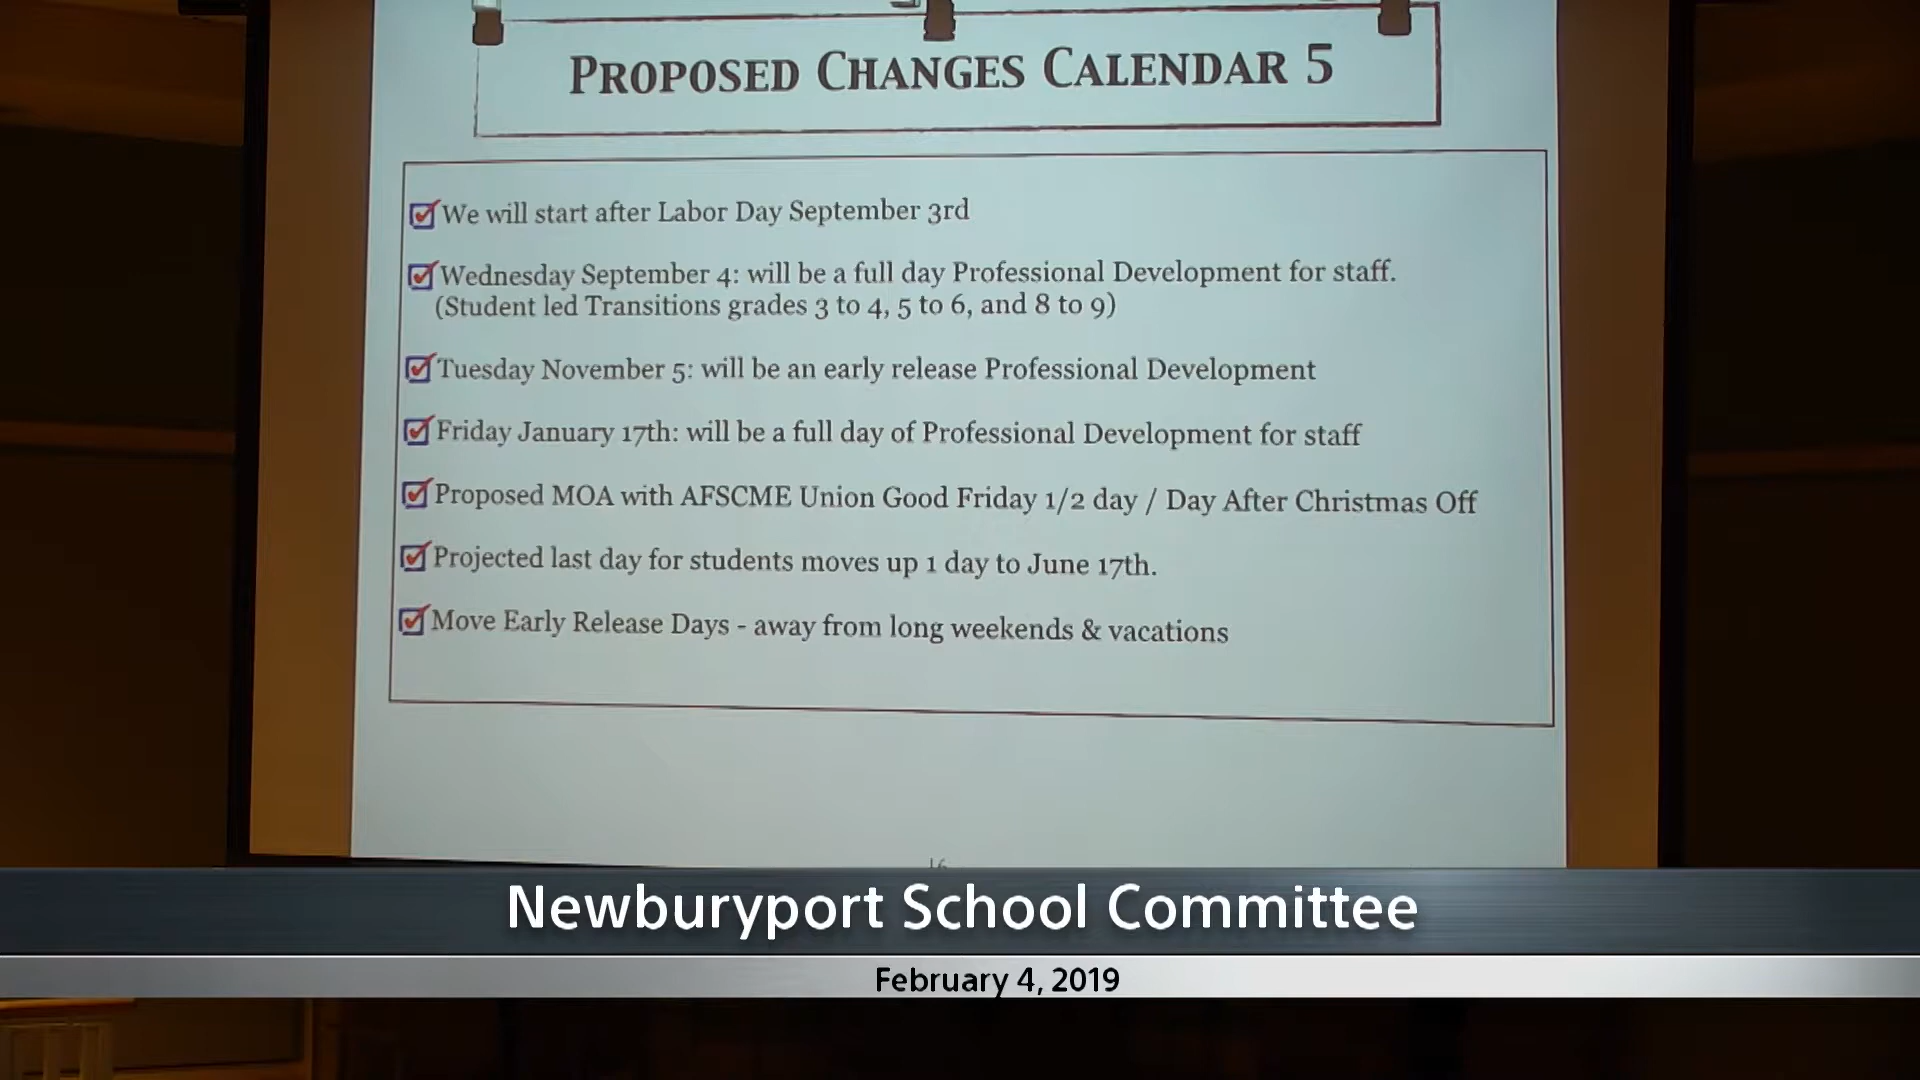 PROPOSED CHANGES CALENDAR 5
We will start after Labor Day September 3rd
Wednesday September 4: will be a full day Professional Development for staff.
(Student led Transitions grades 3 to 4, 5 to 6, and 8 to 9)
Tuesday November 5: will be an early release Professional Development
Friday January 17th: will be a full day of Professional Development for staff
Proposed MOA with AFSCME Union Good Friday 1/2 day / Day After Christmas Off
Projected last day for students moves up 1 day to June 17th.
Move Early Release Days - away from long weekends & vacations
Newburyport School Committee
February 4, 2019